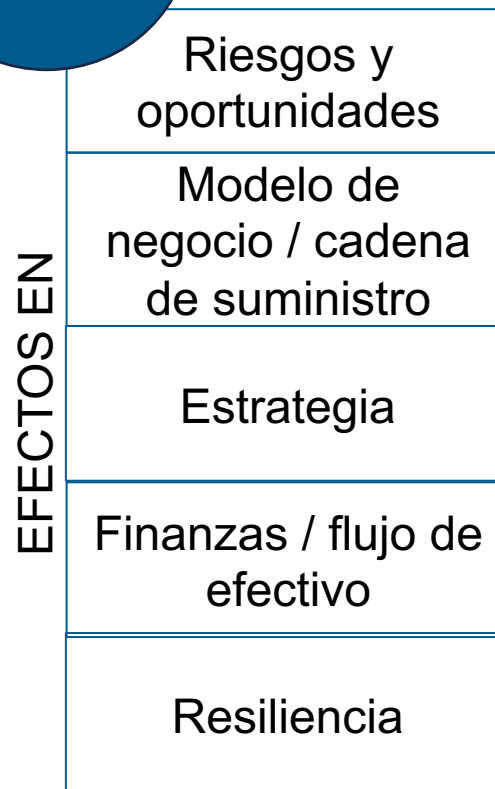 EFECTOS EN
Riesgos y
oportunidades
Modelo de
negocio / cadena
de suministro
Estrategia
Finanzas / flujo de
efectivo
Resiliencia